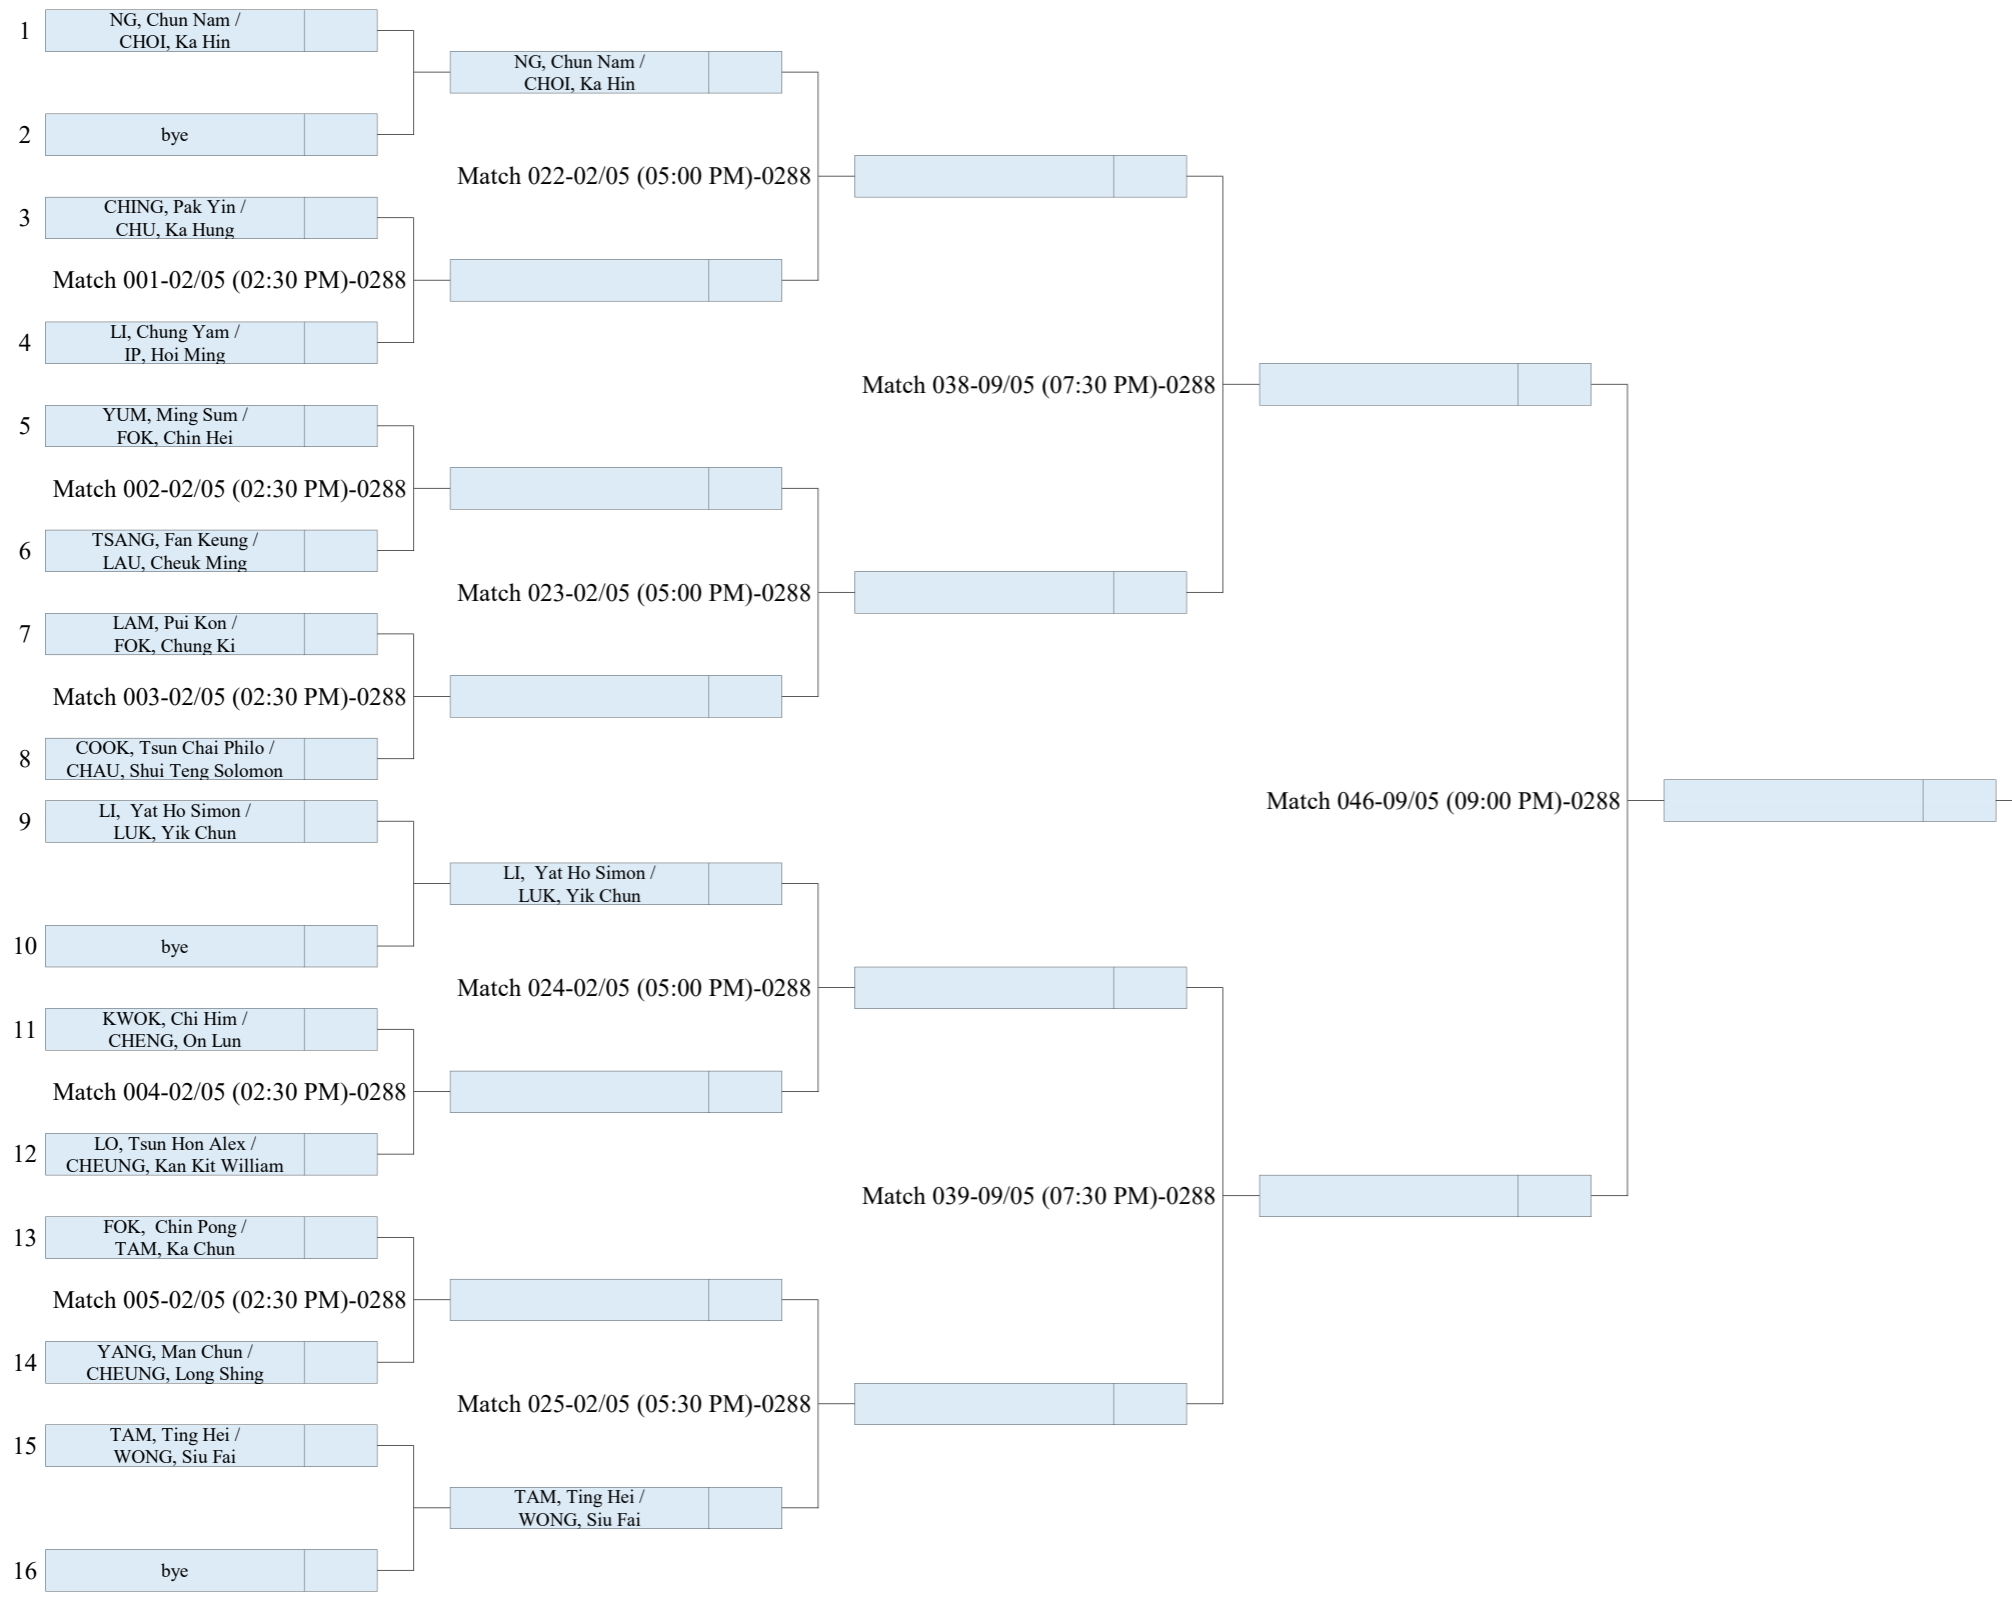 1
NG, Chun Nam /
CHOI, Ka Hin
NG, Chun Nam /
CHOI, Ka Hin
2
bye
Match 022-02/05 (05:00 PM)-0288
3
CHING, Pak Yin /
CHU, Ka Hung
Match 001-02/05 (02:30 PM)-0288
4
LI, Chung Yam /
IP, Hoi Ming
Match 038-09/05 (07:30 PM)-0288
5
YUM, Ming Sum /
FOK, Chin Hei
Match 002-02/05 (02:30 PM)-0288
6
TSANG, Fan Keung /
LAU, Cheuk Ming
Match 023-02/05 (05:00 PM)-0288
7
LAM, Pui Kon /
FOK, Chung Ki
Match 003-02/05 (02:30 PM)-0288
8
COOK, Tsun Chai Philo /
CHAU, Shui Teng Solomon
Match 046-09/05 (09:00 PM)-0288
9
LI,  Yat Ho Simon /
LUK, Yik Chun
LI,  Yat Ho Simon /
LUK, Yik Chun
10
bye
Match 024-02/05 (05:00 PM)-0288
11
KWOK, Chi Him /
CHENG, On Lun
Match 004-02/05 (02:30 PM)-0288
12
LO, Tsun Hon Alex /
CHEUNG, Kan Kit William
Match 039-09/05 (07:30 PM)-0288
13
FOK,  Chin Pong /
TAM, Ka Chun
Match 005-02/05 (02:30 PM)-0288
14
YANG, Man Chun /
CHEUNG, Long Shing
Match 025-02/05 (05:30 PM)-0288
15
TAM, Ting Hei /
WONG, Siu Fai
TAM, Ting Hei /
WONG, Siu Fai
16
bye